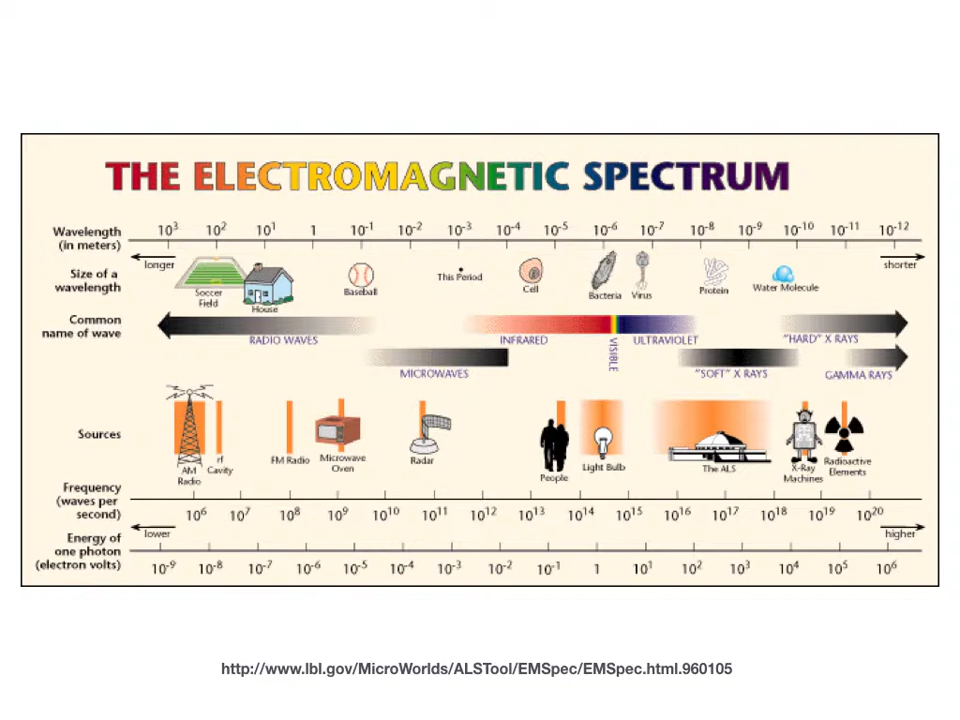 THE ELECTROMAGNETIC SPECTRUM
Wavelength
(in meters)
10³ 10² 10¹ 1 10⁻¹ 10⁻² 10⁻³ 10⁻⁴ 10⁻⁵ 10⁻⁶ 10⁻⁷ 10⁻⁸ 10⁻⁹ 10⁻¹⁰ 10⁻¹¹ 10⁻¹²
longer
shorter
Size of a
wavelength
Soccer
Field
House
Baseball
This Period
Cell
Bacteria
Virus
Protein
Water Molecule
Common
name of wave
RADIO WAVES
INFRARED
VISIBLE
ULTRAVIOLET
"HARD" X RAYS
MICROWAVES
"SOFT" X RAYS
GAMMA RAYS
Sources
AM
Radio
rf
Cavity
FM Radio
Microwave
Oven
Radar
People
Light Bulb
The ALS
X-Ray
Machines
Radioactive
Elements
Frequency
(waves per
second)
10⁶ 10⁷ 10⁸ 10⁹ 10¹⁰ 10¹¹ 10¹² 10¹³ 10¹⁴ 10¹⁵ 10¹⁶ 10¹⁷ 10¹⁸ 10¹⁹ 10²⁰
lower
higher
Energy of
one photon
(electron volts)
10⁻⁹ 10⁻⁸ 10⁻⁷ 10⁻⁶ 10⁻⁵ 10⁻⁴ 10⁻³ 10⁻² 10⁻¹ 1 10¹ 10² 10³ 10⁴ 10⁵ 10⁶
http://www.lbl.gov/MicroWorlds/ALSTool/EMSpec/EMSpec.html.960105